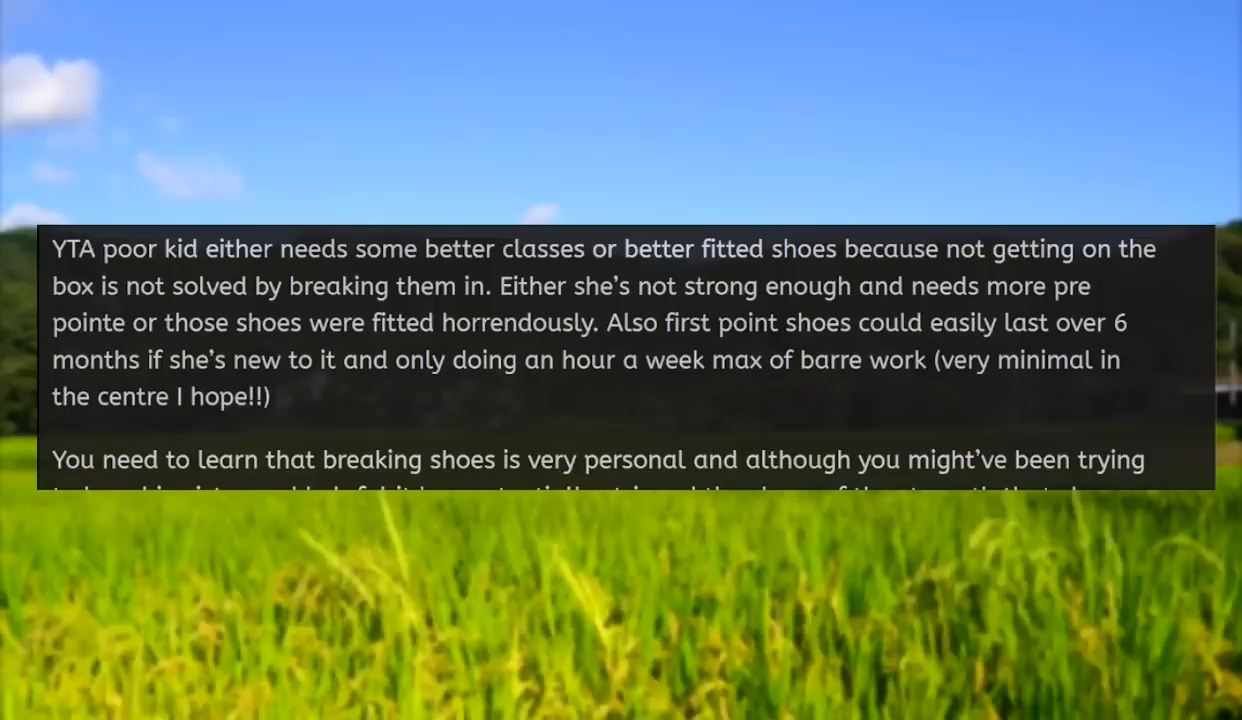 YTA poor kid either needs some better classes or better fitted shoes because not getting on the
box is not solved by breaking them in. Either she's not strong enough and needs more pre
pointe or those shoes were fitted horrendously. Also first point shoes could easily last over 6
months if she's new to it and only doing an hour a week max of barre work (very minimal in
the centre I hope!!)
You need to learn that breaking shoes is very personal and although you might've been trying